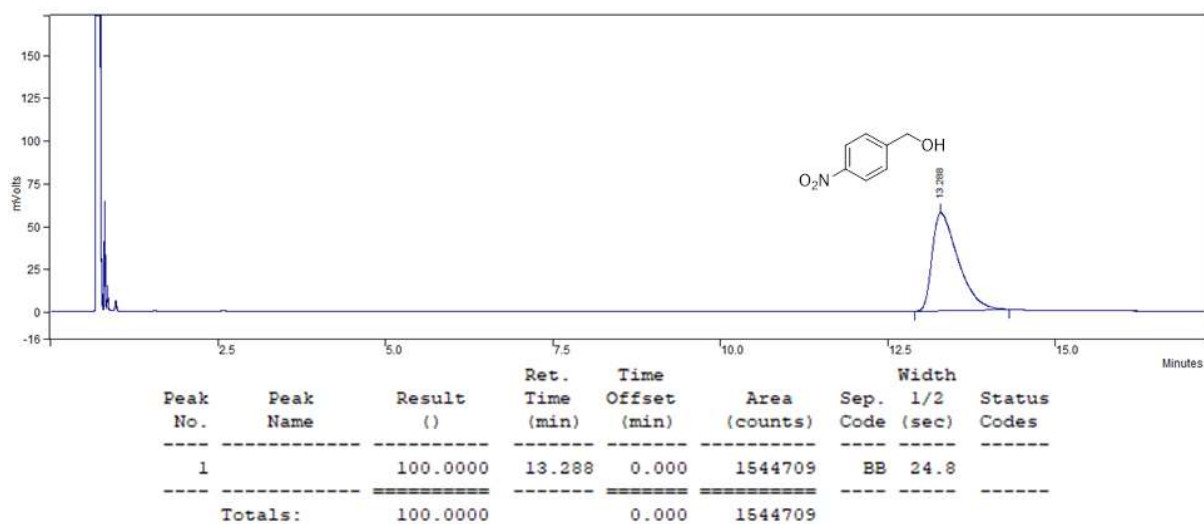 150
125
100
75
50
25
0
-16
mVolts
OH
O2N
13.288
2.5
5.0
7.5
10.0
12.5
15.0
Minutes
Ret. Time Width
Peak Peak Result Time Offset Area Sep. 1/2 Status
No. Name () (min) (min) (counts) Code (sec) Codes
---- ------------ ---------- ------- ------- ---------- ---- ----- ------
1 100.0000 13.288 0.000 1544709 BB 24.8
---- ------------ ========== ------- ======= ========== ---- ----- ------
Totals: 100.0000 0.000 1544709